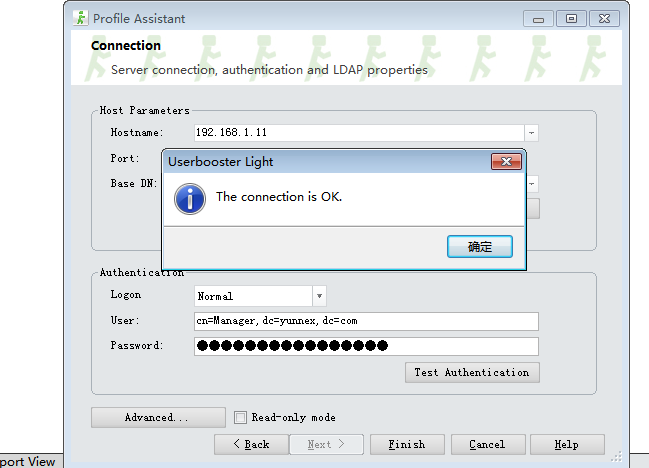 Profile Assistant
Connection
Server connection, authentication and LDAP properties
Host Parameters
Hostname: 192.168.1.11
Port:
Base DN:
Userbooster Light
The connection is OK.
确定
Authentication
Logon Normal
User: cn=Manager,dc=yunnex,dc=com
Password: ●●●●●●●●●●●●●●●●
Test Authentication
Advanced... Read-only mode
< Back Next > Finish Cancel Help
port View